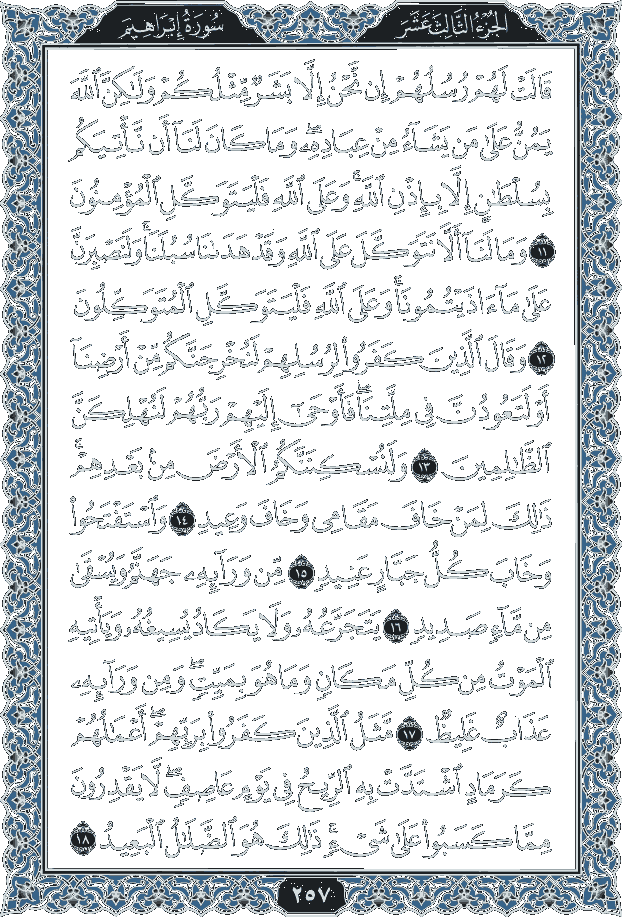 سُورَةُ إِبْرَاهِيمَ
الجُزْءُ الثَّالِثَ عَشَرَ
قَالَتْ لَهُمْ رُسُلُهُمْ إِن نَّحْنُ إِلَّا بَشَرٌ مِّثْلُكُمْ وَلَٰكِنَّ ٱللَّهَ
يَمُنُّ عَلَىٰ مَن يَشَآءُ مِنْ عِبَادِهِۦۖ وَمَا كَانَ لَنَآ أَن نَّأْتِيَكُم
بِسُلْطَٰنٍ إِلَّا بِإِذْنِ ٱللَّهِۚ وَعَلَى ٱللَّهِ فَلْيَتَوَكَّلِ ٱلْمُؤْمِنُونَ
١١ وَمَا لَنَآ أَلَّا نَتَوَكَّلَ عَلَى ٱللَّهِ وَقَدْ هَدَىٰنَا سُبُلَنَاۚ وَلَنَصْبِرَنَّ
عَلَىٰ مَآ ءَاذَيْتُمُونَاۚ وَعَلَى ٱللَّهِ فَلْيَتَوَكَّلِ ٱلْمُتَوَكِّلُونَ
١٢ وَقَالَ ٱلَّذِينَ كَفَرُوا۟ لِرُسُلِهِمْ لَنُخْرِجَنَّكُم مِّنْ أَرْضِنَآ
أَوْ لَتَعُودُنَّ فِى مِلَّتِنَاۖ فَأَوْحَىٰٓ إِلَيْهِمْ رَبُّهُمْ لَنُهْلِكَنَّ
ٱلظَّٰلِمِينَ ١٣ وَلَنُسْكِنَنَّكُمُ ٱلْأَرْضَ مِنۢ بَعْدِهِمْۚ
ذَٰلِكَ لِمَنْ خَافَ مَقَامِى وَخَافَ وَعِيدِ ١٤ وَٱسْتَفْتَحُوا۟
وَخَابَ كُلُّ جَبَّارٍ عَنِيدٍ ١٥ مِّن وَرَآئِهِۦ جَهَنَّمُ وَيُسْقَىٰ
مِن مَّآءٍ صَدِيدٍ ١٦ يَتَجَرَّعُهُۥ وَلَا يَكَادُ يُسِيغُهُۥ وَيَأْتِيهِ
ٱلْمَوْتُ مِن كُلِّ مَكَانٍ وَمَا هُوَ بِمَيِّتٍۖ وَمِن وَرَآئِهِۦ
عَذَابٌ غَلِيظٌ ١٧ مَّثَلُ ٱلَّذِينَ كَفَرُوا۟ بِرَبِّهِمْۖ أَعْمَٰلُهُمْ
كَرَمَادٍ ٱشْتَدَّتْ بِهِ ٱلرِّيحُ فِى يَوْمٍ عَاصِفٍۖ لَّا يَقْدِرُونَ
مِمَّا كَسَبُوا۟ عَلَىٰ شَىْءٍۚ ذَٰلِكَ هُوَ ٱلضَّلَٰلُ ٱلْبَعِيدُ ١٨
٢٥٧